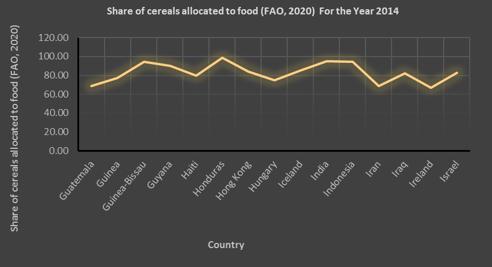 Share of cereals allocated to food (FAO, 2020)  For the Year 2014
Share of cereals allocated to food (FAO, 2020)
120.00
100.00
80.00
60.00
40.00
20.00
0.00
Guatemala
Guinea
Guinea-Bissau
Guyana
Haiti
Honduras
Hong Kong
Hungary
Iceland
India
Indonesia
Iran
Iraq
Ireland
Israel
Country